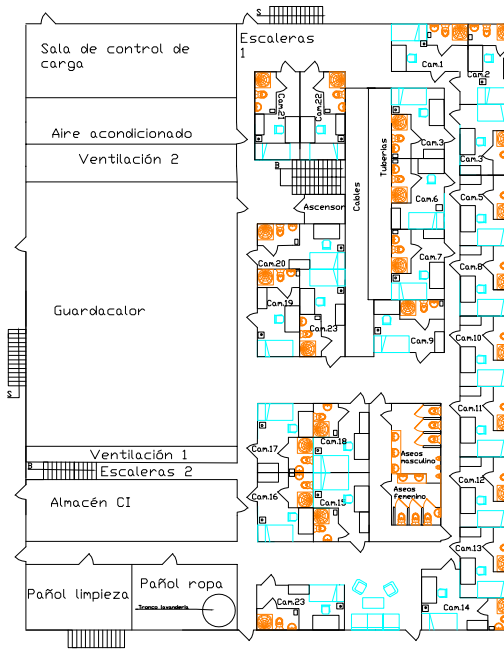 S
Sala de control de
carga
Escaleras
1
Cam.1
Cam.2
Cam.21
Cam.22
Aire acondicionado
Tuberias
Cam.3
Cam.3
Ventilación 2
B
Cables
Cam.6
Cam.5
Ascensor
Cam.20
Cam.7
Cam.8
Guardacalor
Cam.19
Cam.23
Cam.9
Cam.10
S
Cam.11
Cam.17
Cam.18
Aseos
masculino
Ventilación 1
B
Escaleras 2
Cam.12
Almacén CI
Cam.16
Cam.15
Aseos
femenino
Cam.13
Pañol limpieza
Pañol ropa
Tronco lavandería
Cam.23
Cam.14